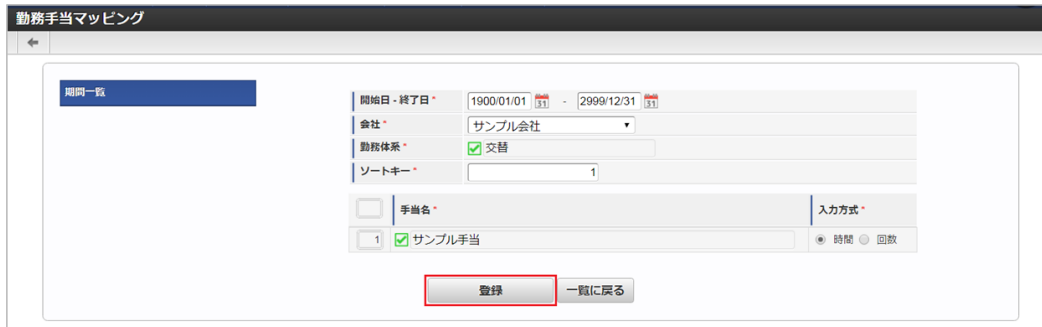 勤務手当マッピング
期間一覧
開始日 - 終了日 * 1900/01/01 31 - 2999/12/31 31
会社 * サンプル会社
勤務体系 * 交替
ソートキー * 1
手当名 * 入力方式 *
1 サンプル手当 時間 回数
登録 一覧に戻る